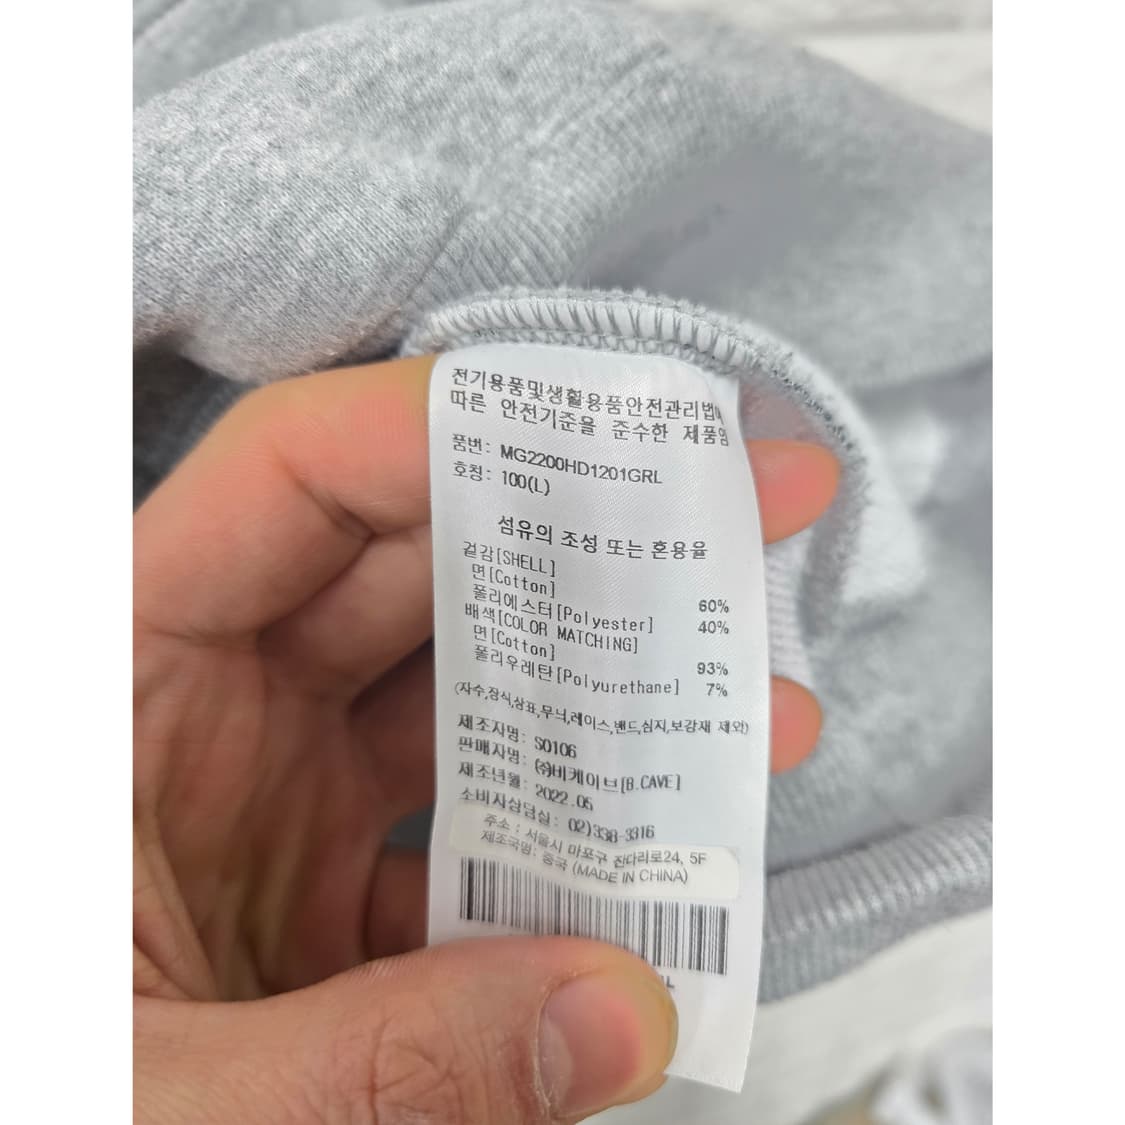 전기용품및생활용품안전관리법에
따른 안전기준을 준수한 제품임
품번: MG2200HD1201GRL
호칭: 100(L)
섬유의 조성 또는 혼용율
겉감[SHELL]
면[Cotton] 60%
폴리에스터[Polyester] 40%
배색[COLOR MATCHING]
면[Cotton] 93%
폴리우레탄[Polyurethane] 7%
(자수,장식,상표,무늬,레이스,밴드,심지,보강재 제외)
제조자명: S0106
판매자명: ㈜비케이브[B.CAVE]
제조년월: 2022.05
소비자상담실: 02)338-3316
주소 : 서울시 마포구 잔다리로24, 5F
제조국명: 중국 (MADE IN CHINA)